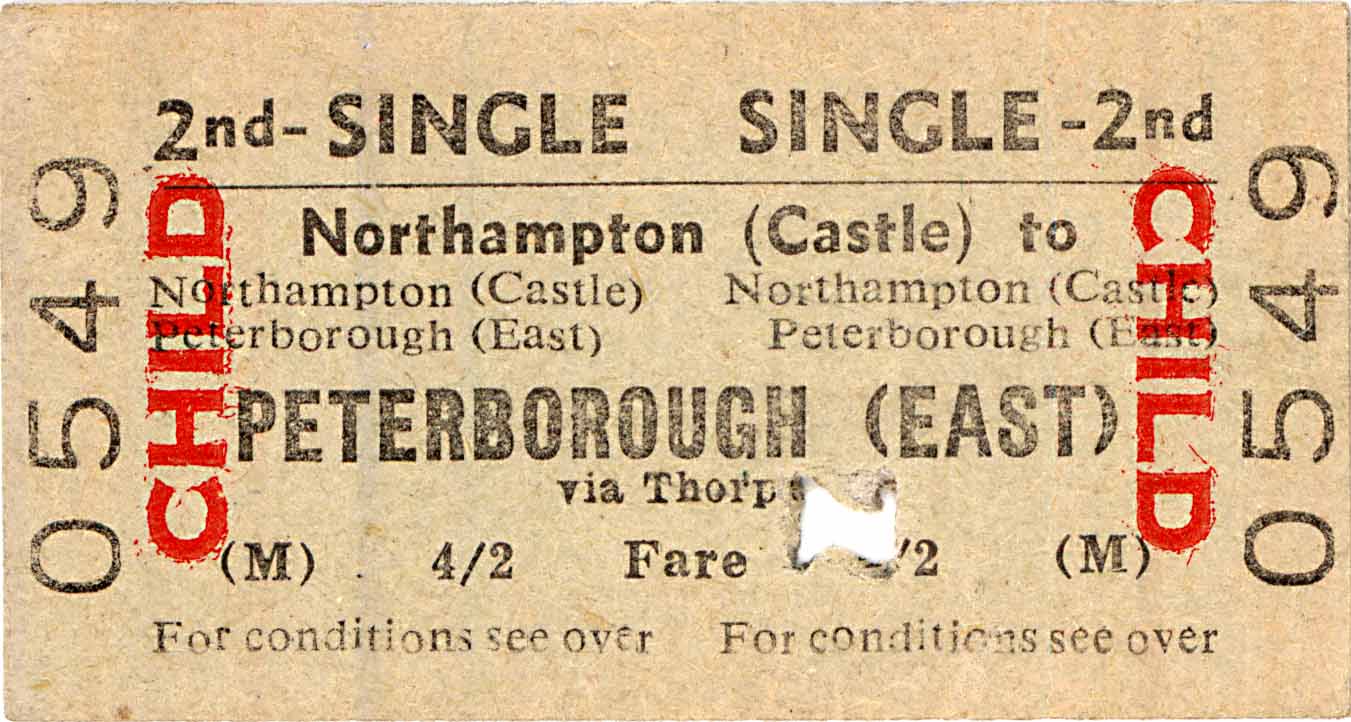 2nd-SINGLE SINGLE-2nd
Northampton (Castle) to
Northampton (Castle) Northampton (Castle)
Peterborough (East) Peterborough (East)
PETERBOROUGH (EAST)
via
(M) 4/2 Fare /2 (M)
For conditions see over For conditions see over
CHILD
CHILD
0549
0549